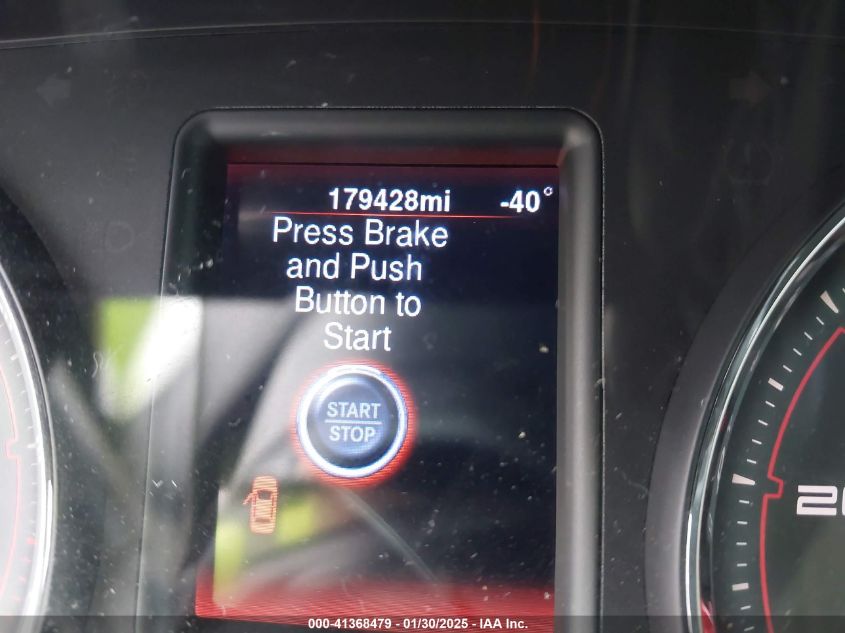 179428mi -40°
Press Brake
and Push
Button to
Start
START
STOP
000-41368479 - 01/30/2025 - IAA Inc.